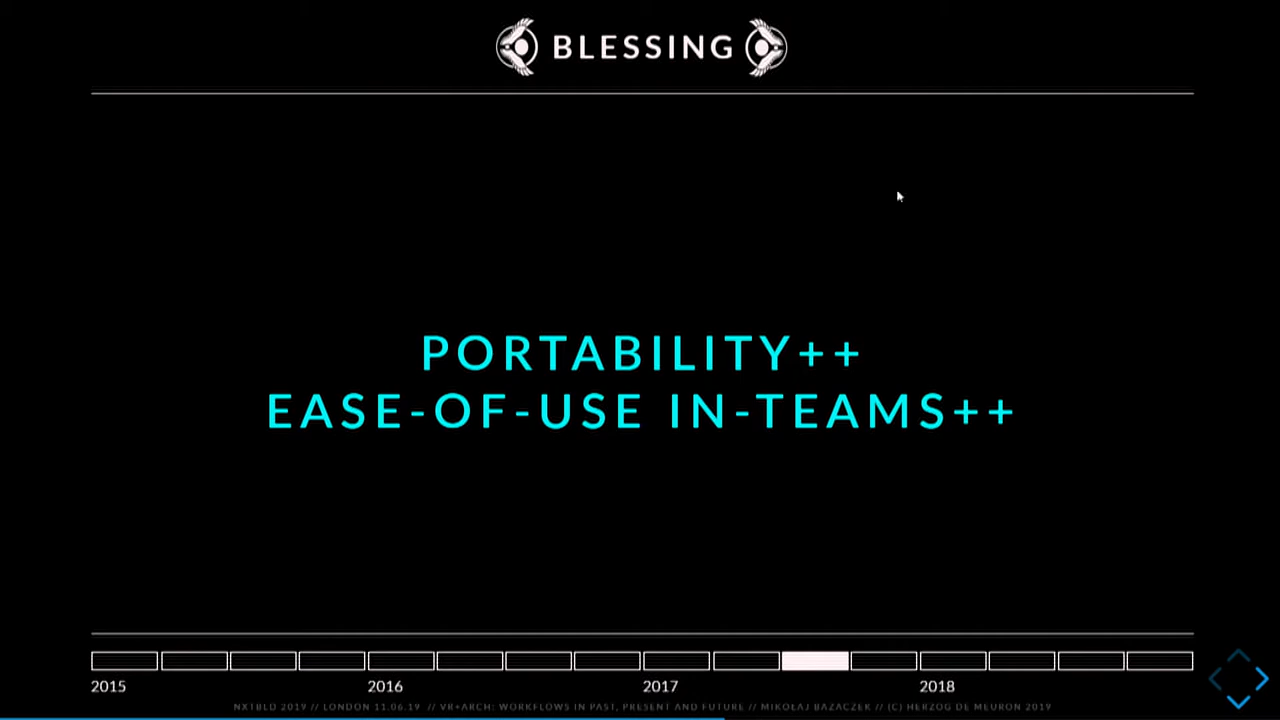 BLESSING
PORTABILITY++
EASE-OF-USE IN-TEAMS++
2015 2016 2017 2018
NXTBLD 2019 // LONDON 11.06.19 // VR+ARCH: WORKFLOWS IN PAST, PRESENT AND FUTURE // MIKOŁAJ BAZACZEK // (C) HERZOG DE MEURON 2019